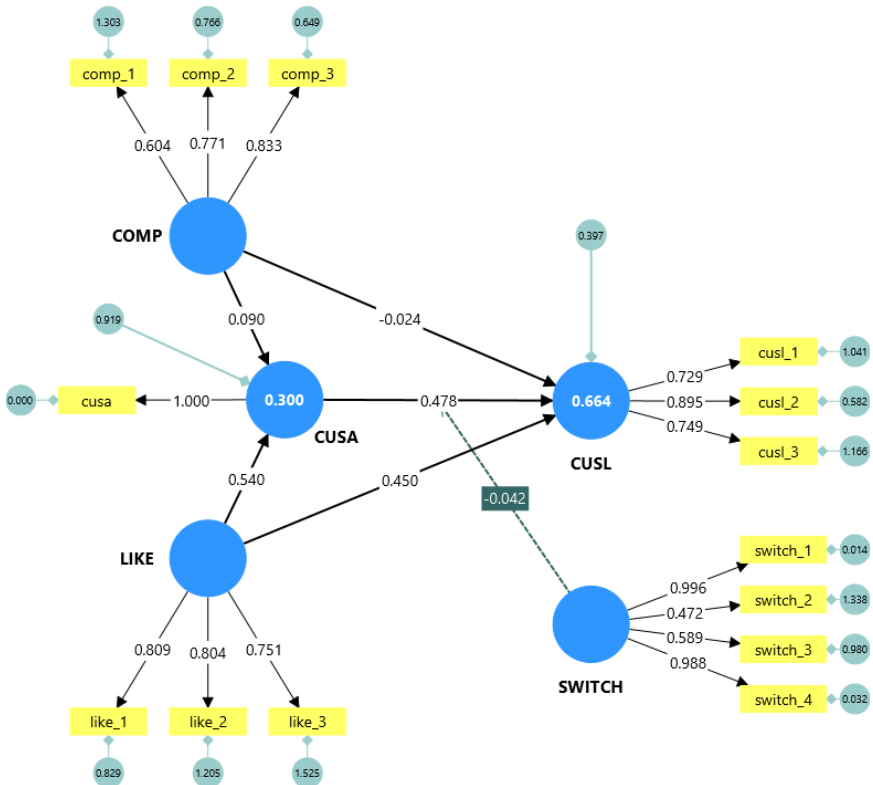 1.303 0.766 0.649
comp_1 comp_2 comp_3
0.604 0.771 0.833
COMP
0.397
0.919 0.090 -0.024
cusl_1 1.041
0.729
0.000 cusa 1.000 0.300 0.478 0.664 0.895 cusl_2 0.582
0.749
CUSA
cusl_3 1.166
CUSL
0.540 0.450
-0.042
LIKE
switch_1 0.014
0.996
switch_2 1.338
0.472
0.589
switch_3 0.980
0.988
SWITCH
switch_4 0.032
0.809 0.804 0.751
like_1 like_2 like_3
0.829 1.205 1.525